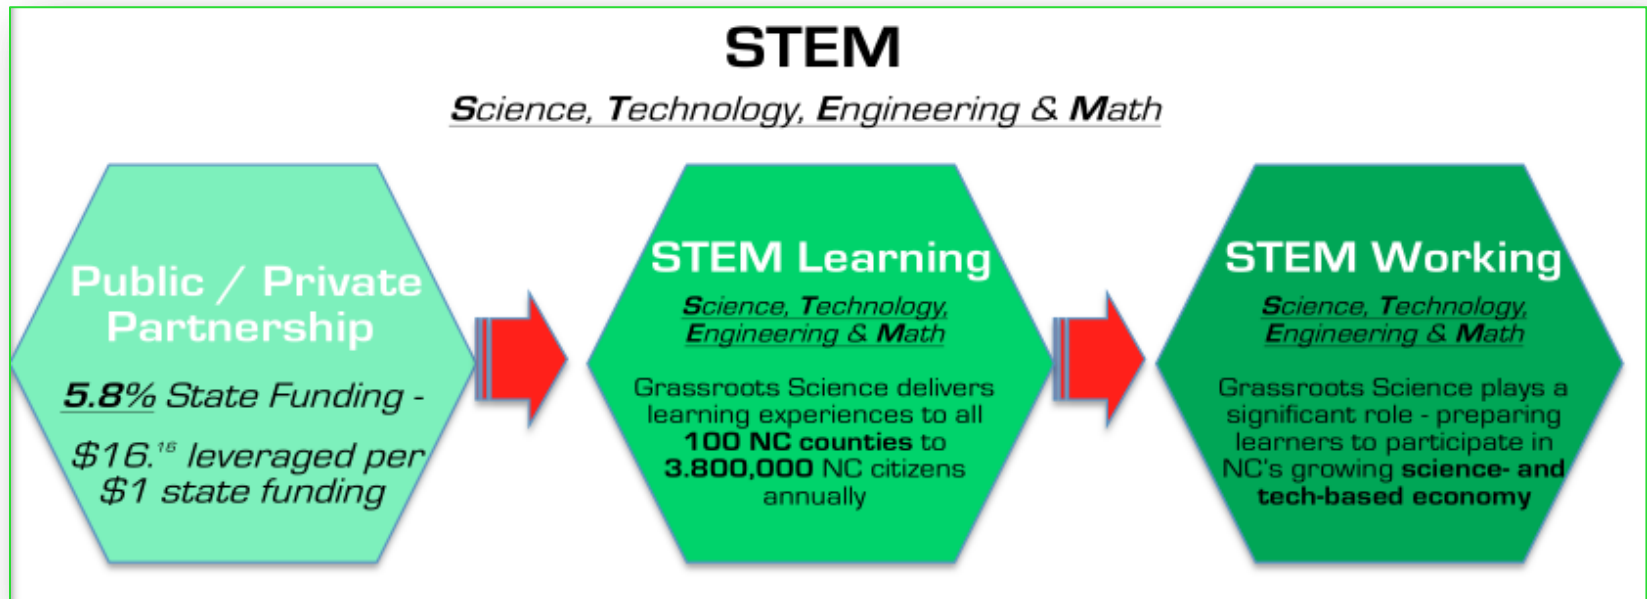 STEM
Science, Technology, Engineering & Math
Public / Private
Partnership
5.8% State Funding -
$16.16 leveraged per
$1 state funding
STEM Learning
Science, Technology,
Engineering & Math
Grassroots Science delivers
learning experiences to all
100 NC counties to
3.800,000 NC citizens
annually
STEM Working
Science, Technology,
Engineering & Math
Grassroots Science plays a
significant role - preparing
learners to participate in
NC's growing science- and
tech-based economy